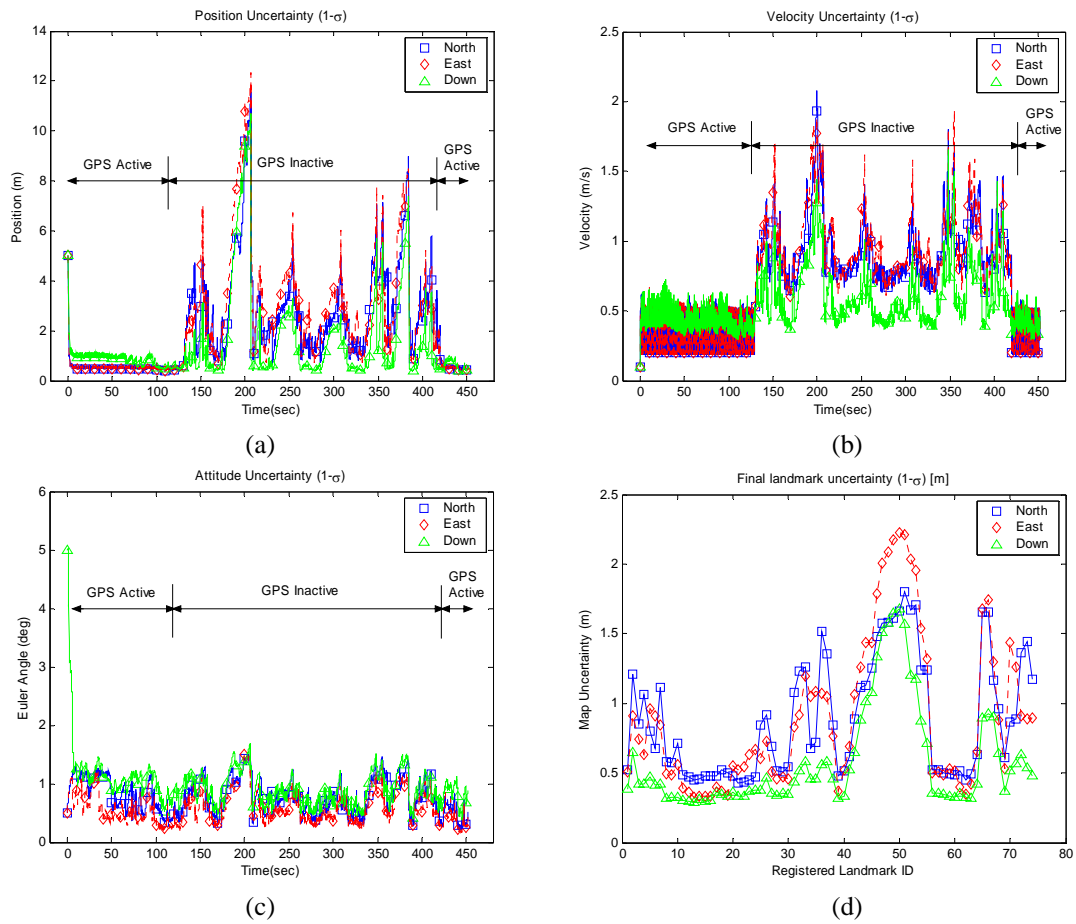 Position Uncertainty (1-σ)
14
12
10
8
6
4
2
0
Position (m)
North
East
Down
GPS Active
GPS Inactive
GPS
Active
0 50 100 150 200 250 300 350 400 450
Time(sec)
(a)
Velocity Uncertainty (1-σ)
2.5
2
1.5
1
0.5
0
Velocity (m/s)
North
East
Down
GPS Active
GPS Inactive
GPS
Active
0 50 100 150 200 250 300 350 400 450
Time(sec)
(b)
Attitude Uncertainty (1-σ)
6
5
4
3
2
1
0
Euler Angle (deg)
North
East
Down
GPS Active
GPS Inactive
GPS
Active
0 50 100 150 200 250 300 350 400 450
Time(sec)
(c)
Final landmark uncertainty (1-σ) [m]
2.5
2
1.5
1
0.5
0
Map Uncertainty (m)
North
East
Down
0 10 20 30 40 50 60 70 80
Registered Landmark ID
(d)